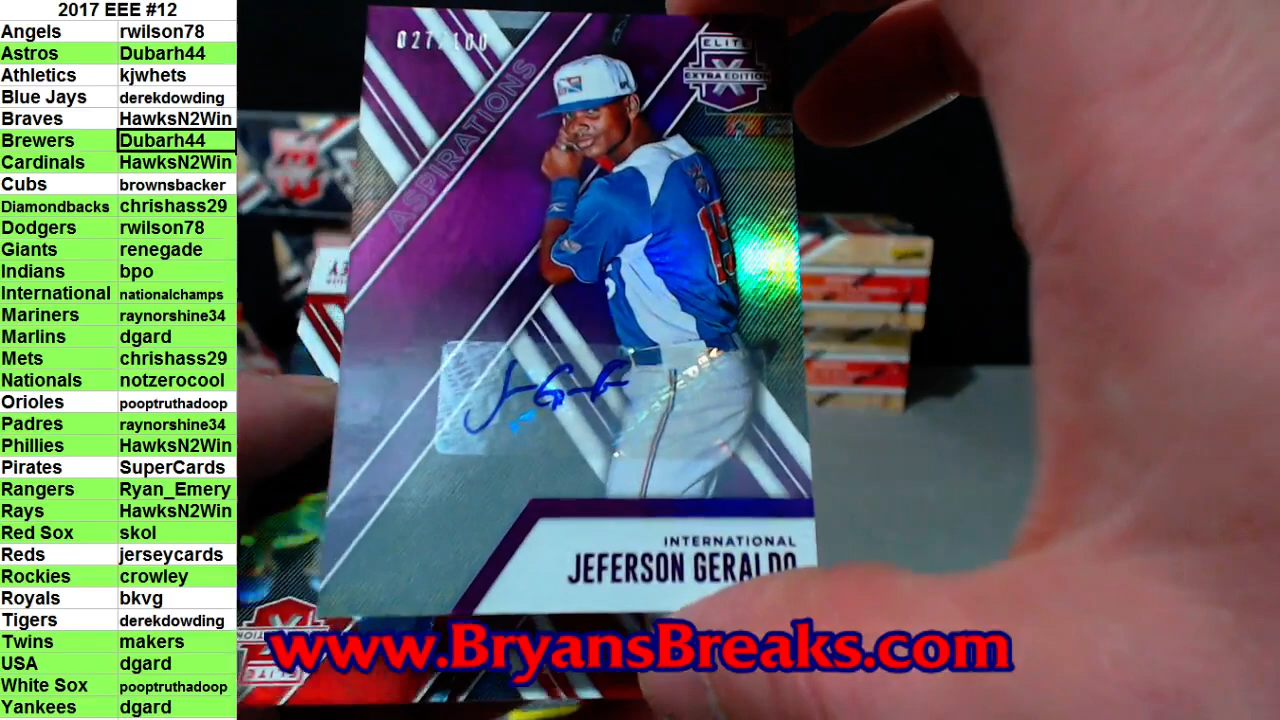 2017 EEE #12
Angels rwilson78
Astros Dubarh44
Athletics kjwhets
Blue Jays derekdowding
Braves HawksN2Win
Brewers Dubarh44
Cardinals HawksN2Win
Cubs brownsbacker
Diamondbacks chrishass29
Dodgers rwilson78
Giants renegade
Indians bpo
International nationalchamps
Mariners raynorshine34
Marlins dgard
Mets chrishass29
Nationals notzerocool
Orioles pooptruthadoop
Padres raynorshine34
Phillies HawksN2Win
Pirates SuperCards
Rangers Ryan_Emery
Rays HawksN2Win
Red Sox skol
Reds jerseycards
Rockies crowley
Royals bkvg
Tigers derekdowding
Twins makers
USA dgard
White Sox pooptruthadoop
Yankees dgard
027/100
ASPIRATIONS
ELITE
X
EXTRA EDITION
15
INTERNATIONAL
JEFERSON GERALDO
www.BryansBreaks.com